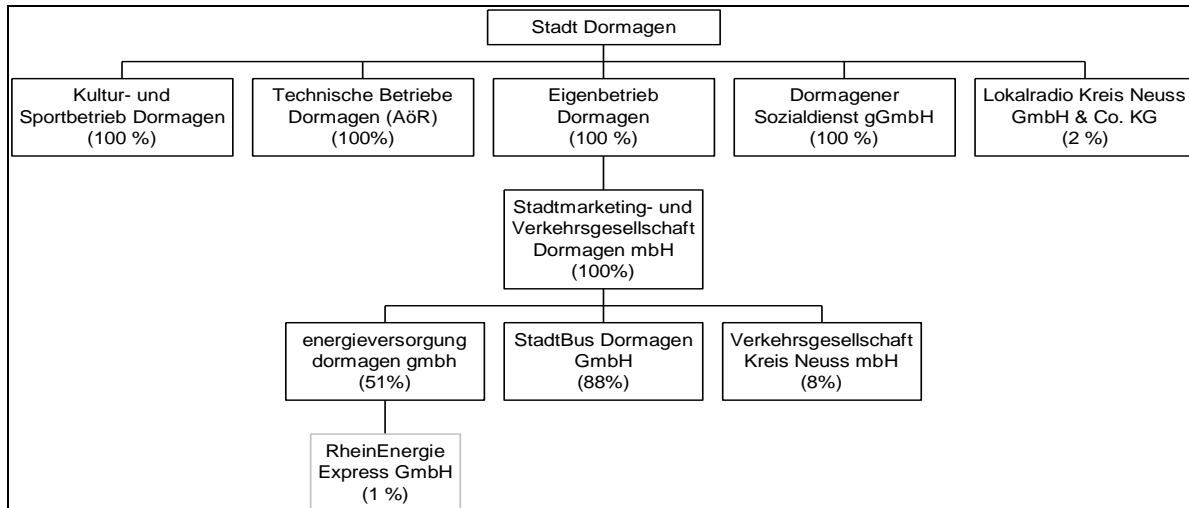 Stadt Dormagen
Kultur- und
Sportbetrieb Dormagen
(100 %)
Technische Betriebe
Dormagen (AöR)
(100%)
Eigenbetrieb
Dormagen
(100 %)
Dormagener
Sozialdienst gGmbH
(100 %)
Lokalradio Kreis Neuss
GmbH & Co. KG
(2 %)
Stadtmarketing- und
Verkehrsgesellschaft
Dormagen mbH
(100%)
energieversorgung
dormagen gmbh
(51%)
StadtBus Dormagen
GmbH
(88%)
Verkehrsgesellschaft
Kreis Neuss mbH
(8%)
RheinEnergie
Express GmbH
(1 %)